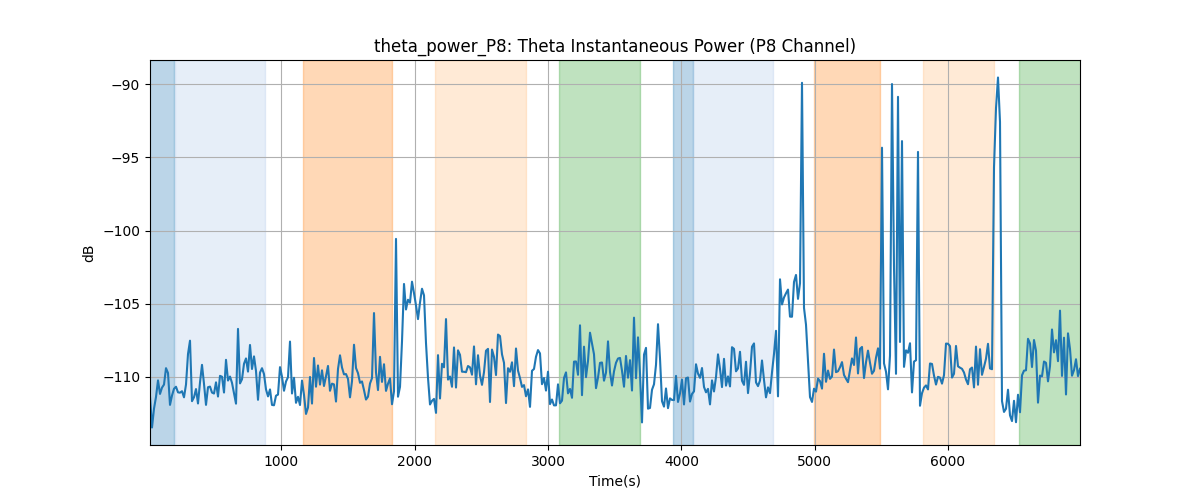 theta_power_P8: Theta Instantaneous Power (P8 Channel)
−90
−95
−100
−105
−110
dB
1000 2000 3000 4000 5000 6000
Time(s)